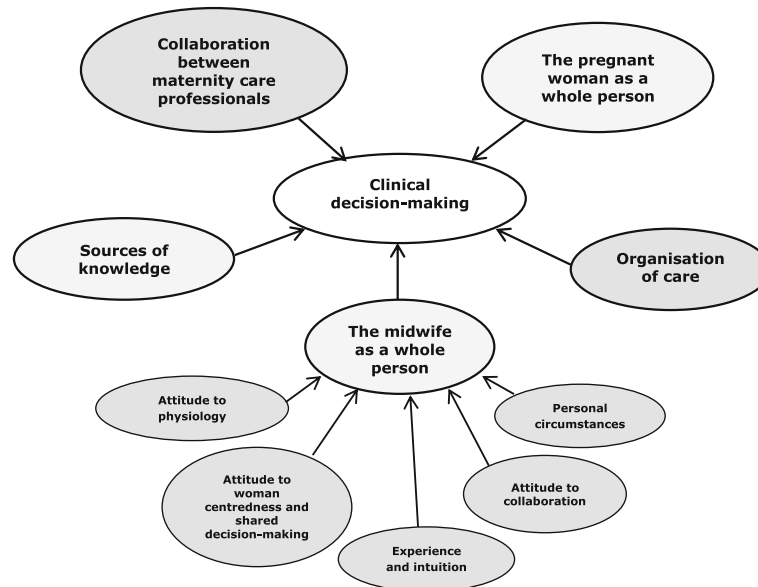 Collaboration
between
maternity care
professionals
The pregnant
woman as a
whole person
Clinical
decision-making
Sources of
knowledge
Organisation
of care
The midwife
as a whole
person
Attitude to
physiology
Personal
circumstances
Attitude to
woman
centredness and
shared
decision-making
Attitude to
collaboration
Experience
and intuition